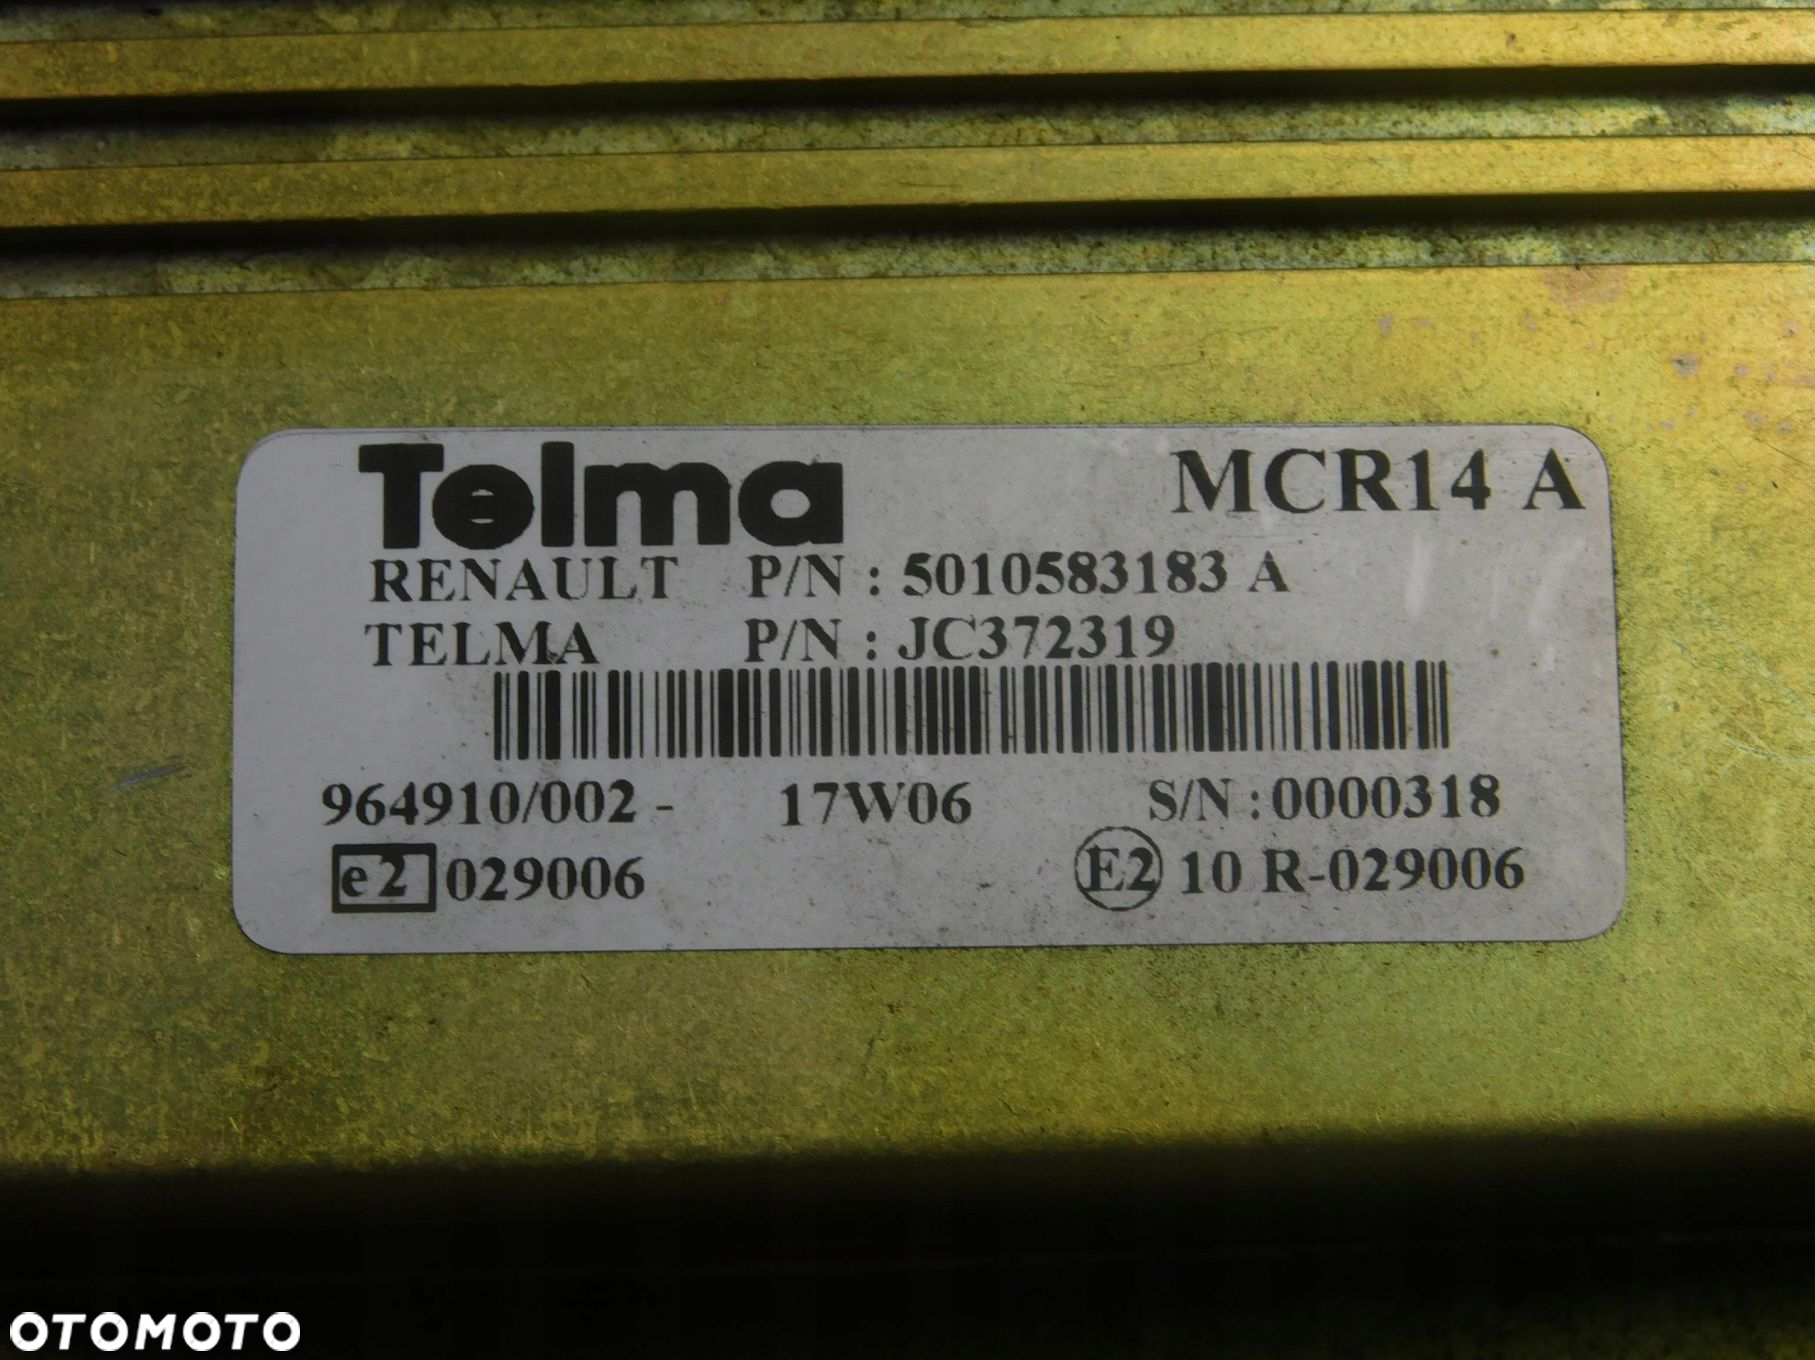 Telma MCR14 A
RENAULT P/N : 5010583183 A
TELMA P/N : JC372319
964910/002 - 17W06 S/N : 0000318
e2 029006 E2 10 R-029006
OTOMOTO